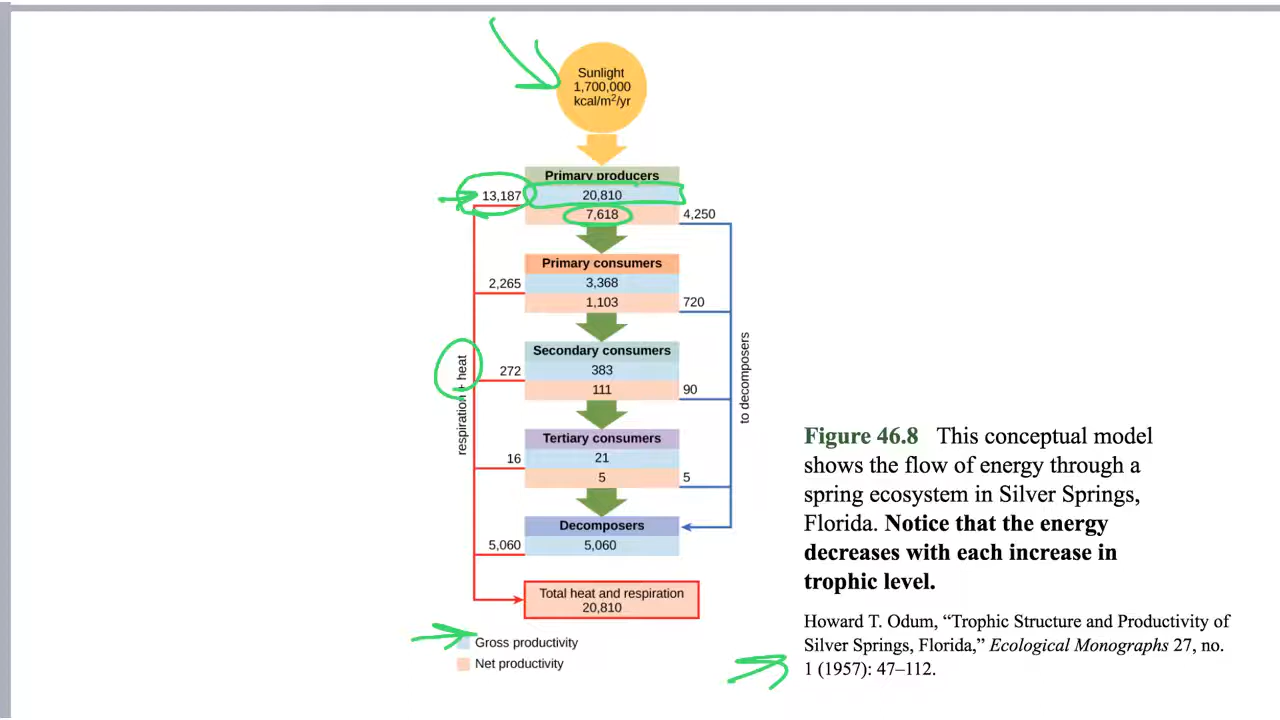 Sunlight
1,700,000
kcal/m²/yr
Primary producers
13,187
20,810
7,618
4,250
Primary consumers
2,265
3,368
1,103
720
Secondary consumers
272
383
111
90
respiration + heat
to decomposers
Tertiary consumers
16
21
5
5
Decomposers
5,060
5,060
Total heat and respiration
20,810
Gross productivity
Net productivity
Figure 46.8 This conceptual model
shows the flow of energy through a
spring ecosystem in Silver Springs,
Florida. Notice that the energy
decreases with each increase in
trophic level.
Howard T. Odum, “Trophic Structure and Productivity of
Silver Springs, Florida,” Ecological Monographs 27, no.
1 (1957): 47–112.